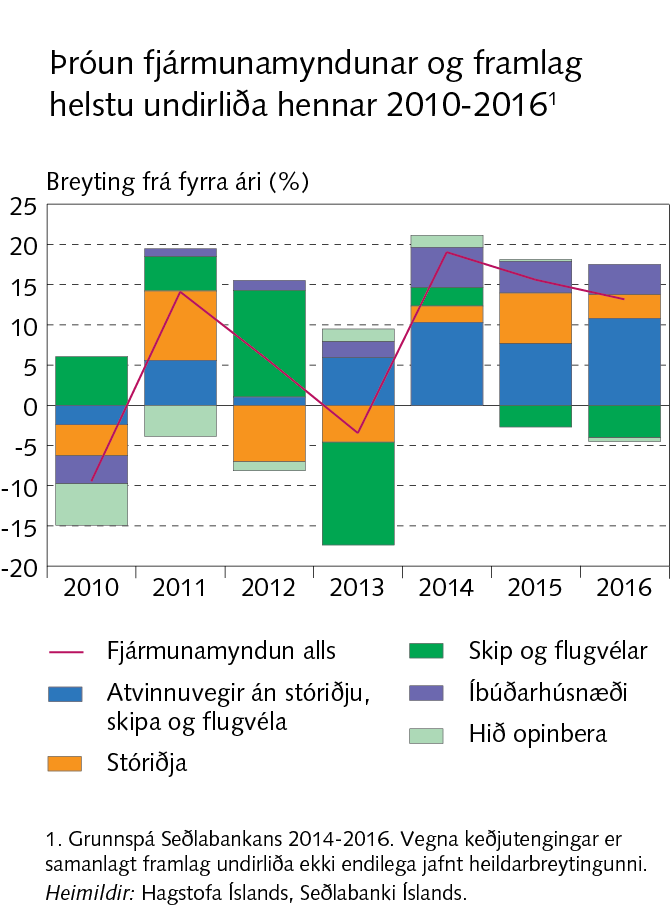 Þróun fjármunamyndunar og framlag
helstu undirliða hennar 2010-2016¹
Breyting frá fyrra ári (%)
25
20
15
10
5
0
-5
-10
-15
-20
2010 2011 2012 2013 2014 2015 2016
Fjármunamyndun alls
Atvinnuvegir án stóriðju,
skipa og flugvéla
Stóriðja
Skip og flugvélar
Íbúðarhúsnæði
Hið opinbera
1. Grunnspá Seðlabankans 2014-2016. Vegna keðjutengingar er
samanlagt framlag undirliða ekki endilega jafnt heildarbreytingunni.
Heimildir: Hagstofa Íslands, Seðlabanki Íslands.